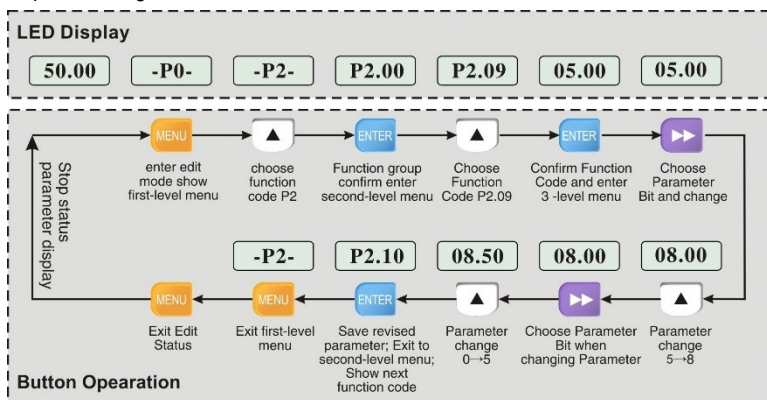 LED Display
50.00 -P0- -P2- P2.00 P2.09 05.00 05.00
MENU ▲ ENTER ▲ ENTER ▶▶
enter edit
mode show
first-level menu
choose
function
code P2
Function group
confirm enter
second-level menu
Choose
Function
Code P2.09
Confirm Function
Code and enter
3 -level menu
Choose
Parameter
Bit and change
Stop status
parameter display
-P2- P2.10 08.50 08.00 08.00
MENU MENU ENTER ▲ ▶▶ ▲
Exit Edit
Status
Exit first-level
menu
Save revised
parameter; Exit to
second-level menu;
Show next
function code
Parameter
change
0→5
Choose Parameter
Bit when
changing Parameter
Parameter
change
5→8
Button Opearation